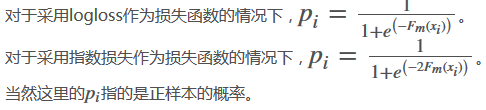 对于采用logloss作为损失函数的情况下，$p_i = \frac{1}{1+e^{(-F_m(x_i))}}$。
对于采用指数损失作为损失函数的情况下，$p_i = \frac{1}{1+e^{(-2F_m(x_i))}}$。
当然这里的$p_i$指的是正样本的概率。